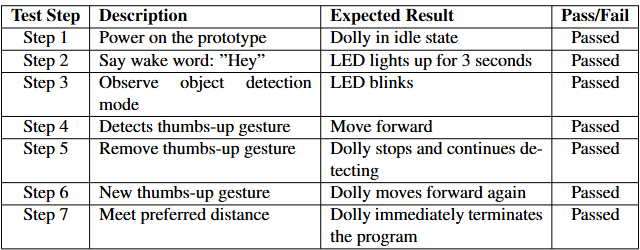 Test Step Description Expected Result Pass/Fail
Step 1 Power on the prototype Dolly in idle state Passed
Step 2 Say wake word: ”Hey” LED lights up for 3 seconds Passed
Step 3 Observe object detection LED blinks Passed
mode
Step 4 Detects thumbs-up gesture Move forward Passed
Step 5 Remove thumbs-up gesture Dolly stops and continues de- Passed
tecting
Step 6 New thumbs-up gesture Dolly moves forward again Passed
Step 7 Meet preferred distance Dolly immediately terminates Passed
the program